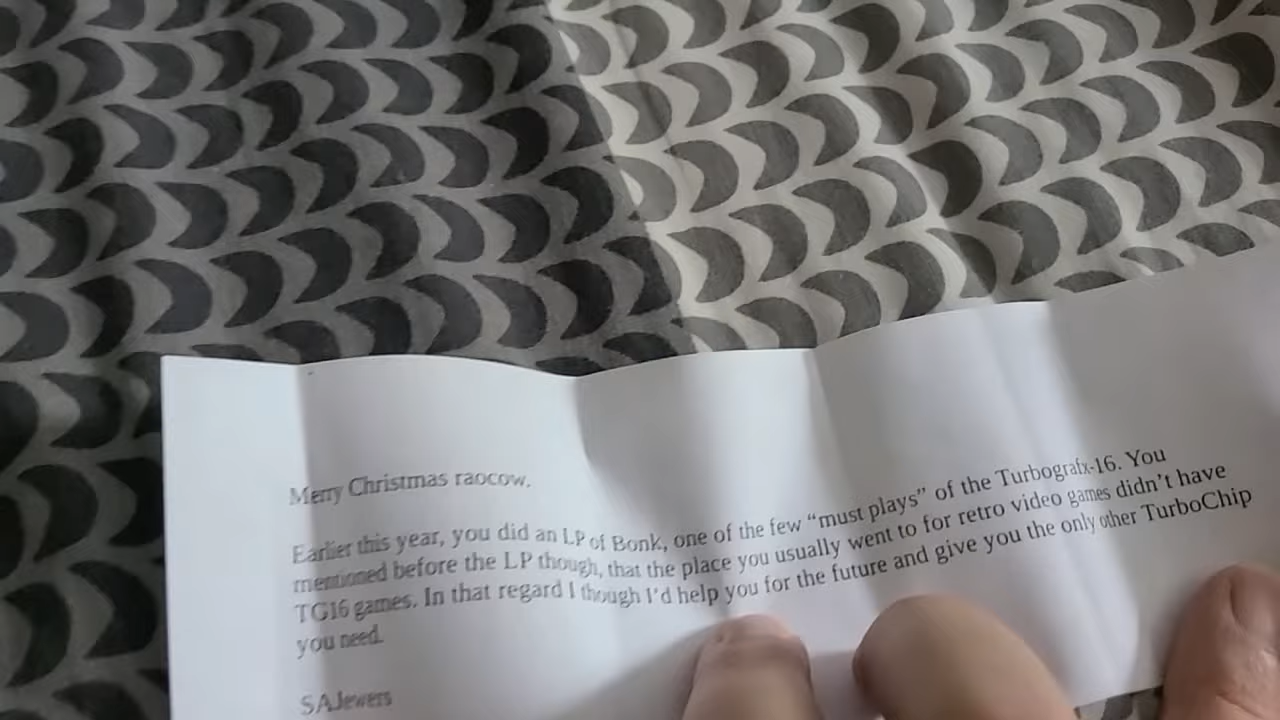 Merry Christmas raocow,
Earlier this year, you did an LP of Bonk, one of the few “must plays” of the Turbografx-16. You
mentioned before the LP though, that the place you usually went to for retro video games didn’t have
TG16 games. In that regard I though I’d help you for the future and give you the only other TurboChip
you need.
SAJewers